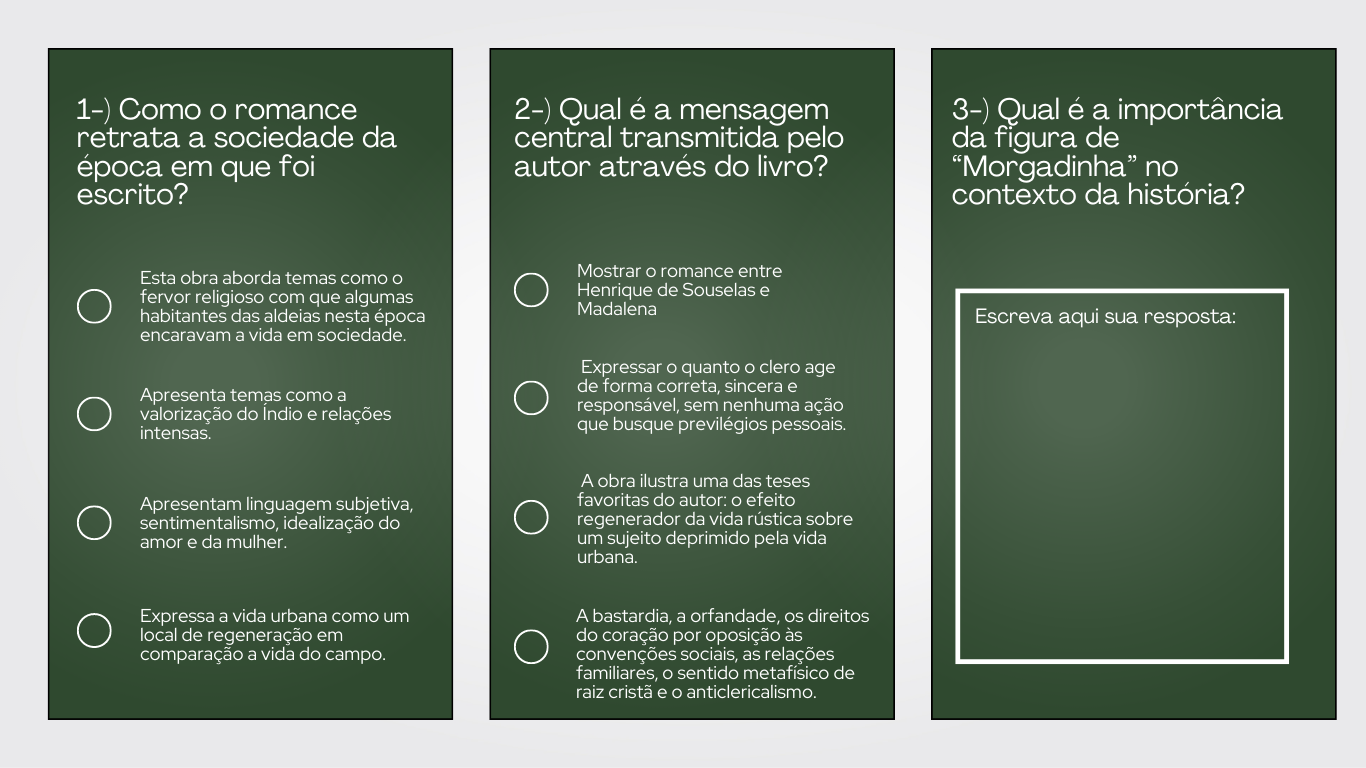 1-) Como o romance
retrata a sociedade da
época em que foi
escrito?
Esta obra aborda temas como o
fervor religioso com que algumas
habitantes das aldeias nesta época
encaravam a vida em sociedade.
Apresenta temas como a
valorização do Índio e relações
intensas.
Apresentam linguagem subjetiva,
sentimentalismo, idealização do
amor e da mulher.
Expressa a vida urbana como um
local de regeneração em
comparação a vida do campo.
2-) Qual é a mensagem
central transmitida pelo
autor através do livro?
Mostrar o romance entre
Henrique de Souselas e
Madalena
Expressar o quanto o clero age
de forma correta, sincera e
responsável, sem nenhuma ação
que busque previlégios pessoais.
A obra ilustra uma das teses
favoritas do autor: o efeito
regenerador da vida rústica sobre
um sujeito deprimido pela vida
urbana.
A bastardia, a orfandade, os direitos
do coração por oposição às
convenções sociais, as relações
familiares, o sentido metafísico de
raiz cristã e o anticlericalismo.
3-) Qual é a importância
da figura de
“Morgadinha” no
contexto da história?
Escreva aqui sua resposta: